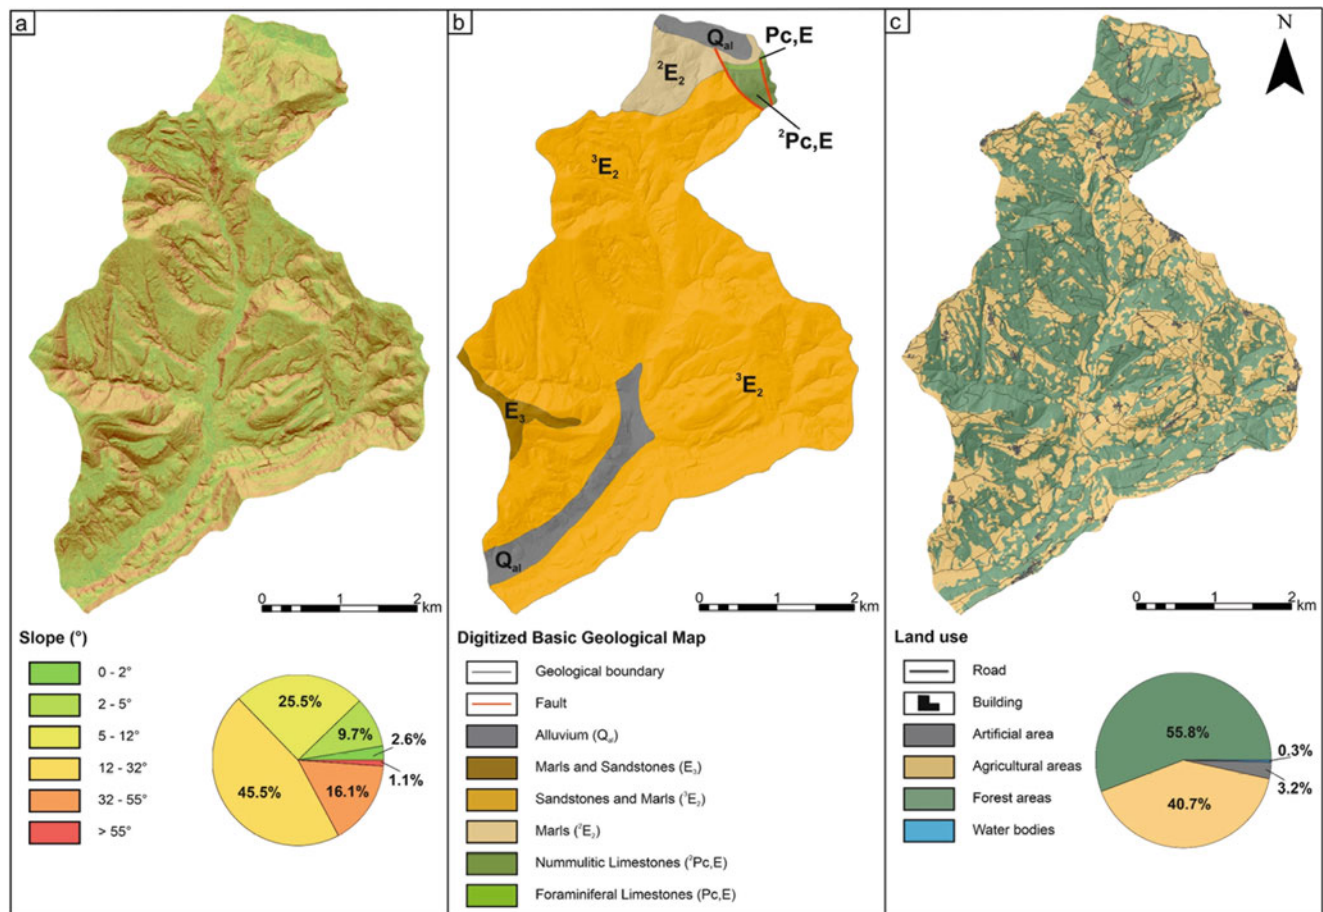 a
b
c
N
Q_al
Pc,E
²E₂
²Pc,E
³E₂
³E₂
E₃
Q_al
0 1 2 km
0 1 2 km
0 1 2 km
Slope (°)
0 - 2°
2 - 5°
5 - 12°
12 - 32°
32 - 55°
> 55°
25.5%
9.7%
2.6%
1.1%
16.1%
45.5%
Digitized Basic Geological Map
Geological boundary
Fault
Alluvium (Q_al)
Marls and Sandstones (E₃)
Sandstones and Marls (³E₂)
Marls (²E₂)
Nummulitic Limestones (²Pc,E)
Foraminiferal Limestones (Pc,E)
Land use
Road
Building
Artificial area
Agricultural areas
Forest areas
Water bodies
55.8%
0.3%
3.2%
40.7%